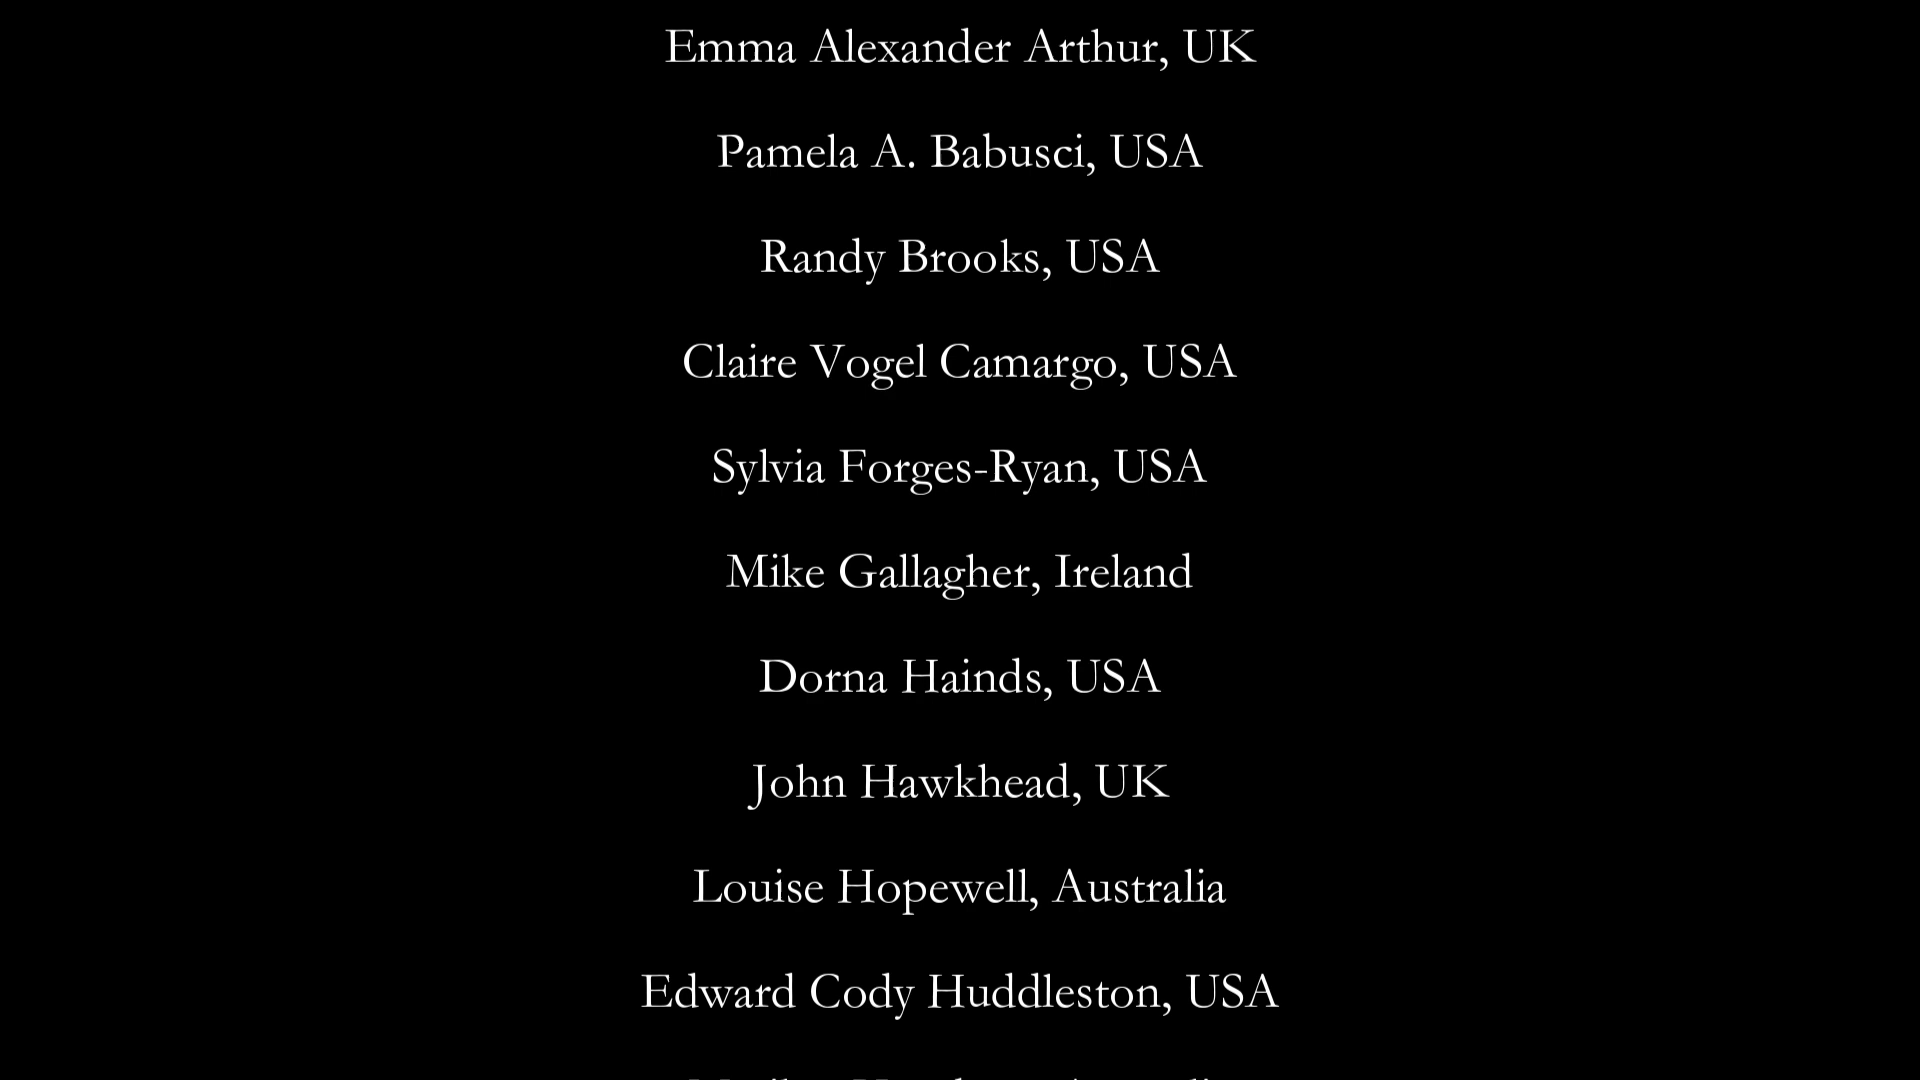 Emma Alexander Arthur, UK
Pamela A. Babusci, USA
Randy Brooks, USA
Claire Vogel Camargo, USA
Sylvia Forges-Ryan, USA
Mike Gallagher, Ireland
Dorna Hainds, USA
John Hawkhead, UK
Louise Hopewell, Australia
Edward Cody Huddleston, USA